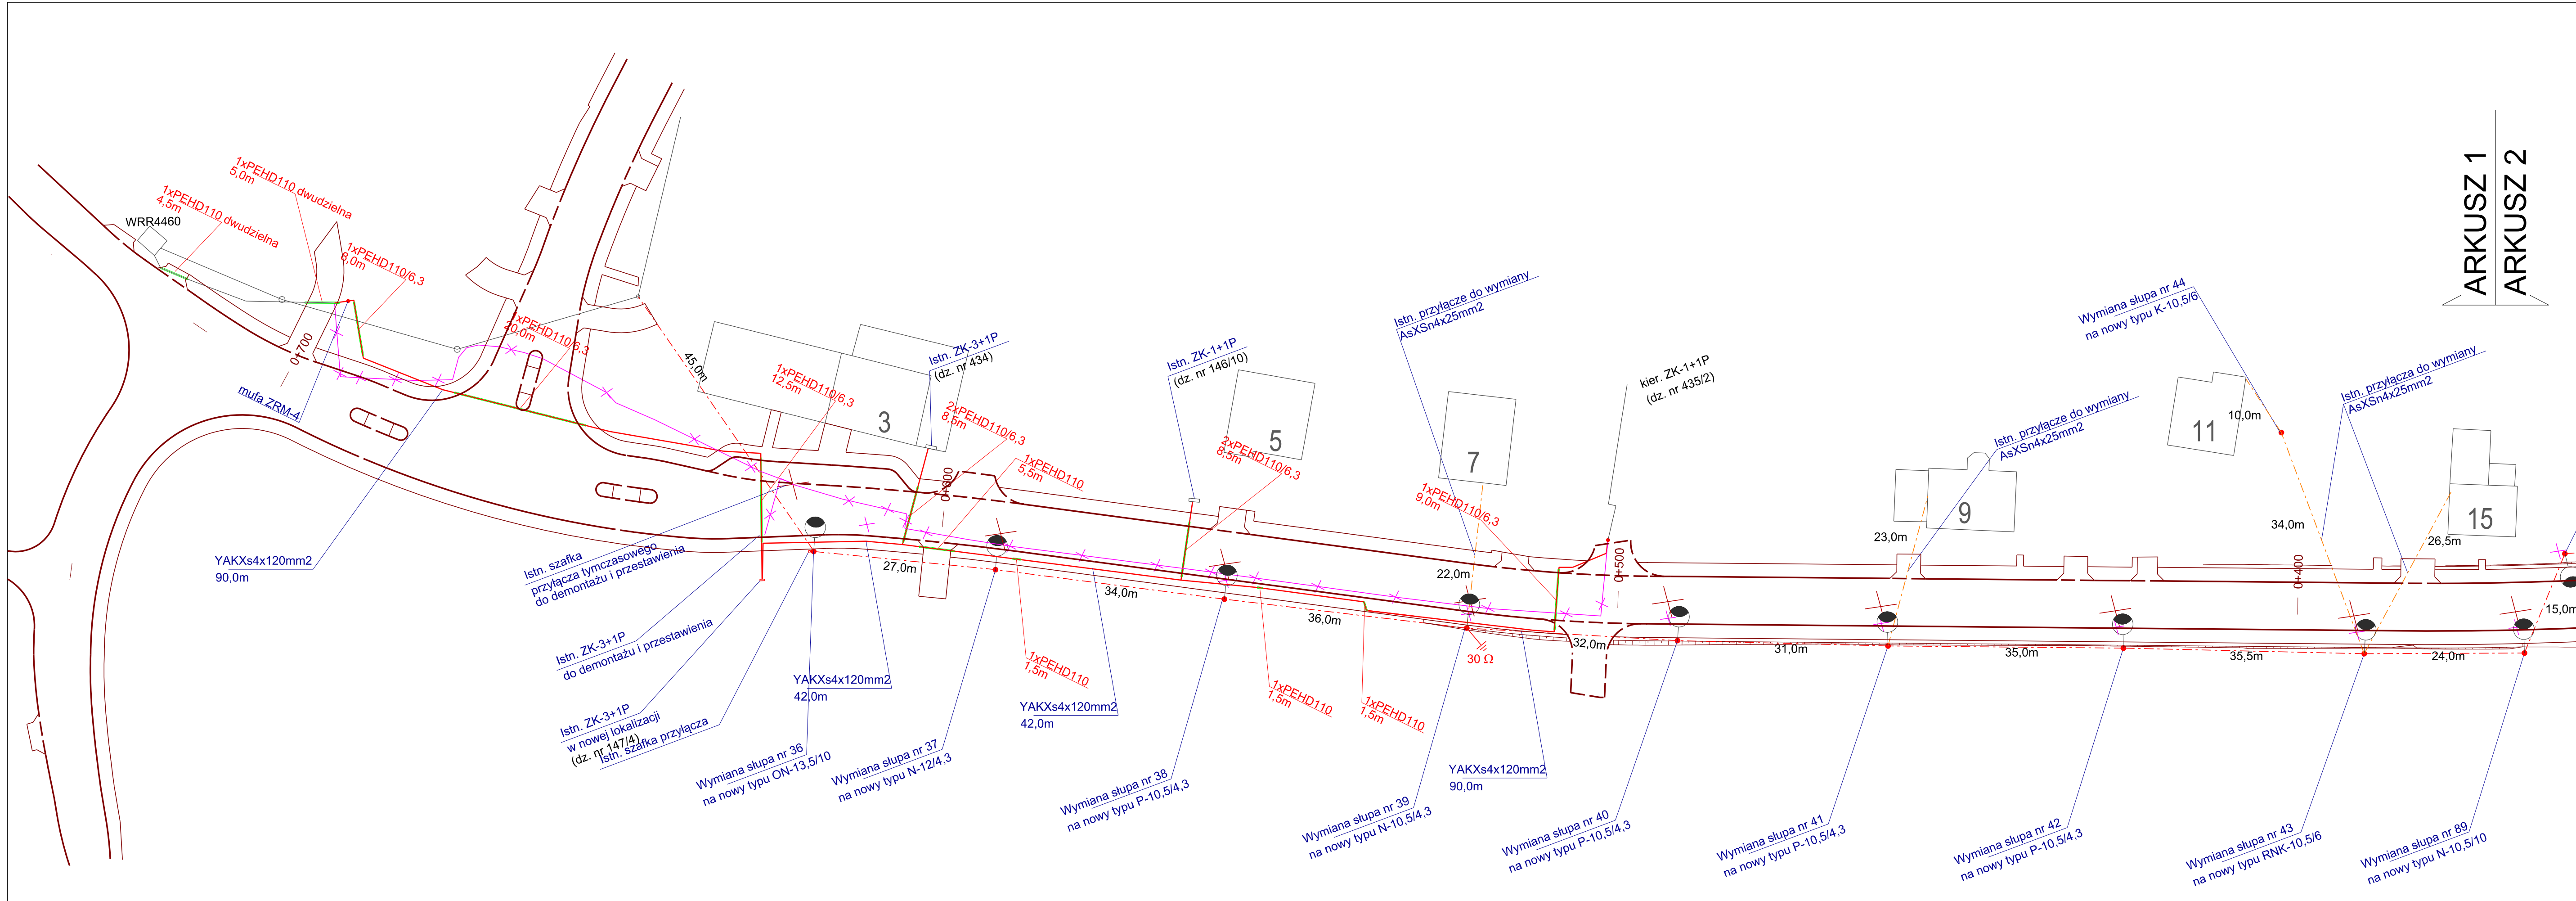 WRR4460
1xPEHD110 dwudzielna
4,5m
1xPEHD110 dwudzielna
5,0m
1xPEHD110/6,3
8,0m
0+700
mufa ZRM-4
YAKXs4x120mm2
90,0m
1xPEHD110/6,3
20,0m
45,0m
1xPEHD110/6,3
12,5m
3
Istn. ZK-3+1P
(dz. nr 434)
2xPEHD110/6,3
8,5m
1xPEHD110
5,5m
0+600
Istn. szafka
przyłącza tymczasowego
do demontażu i przestawienia
Istn. ZK-3+1P
do demontażu i przestawienia
Istn. ZK-3+1P
w nowej lokalizacji
(dz. nr 147/4)
Istn. szafka przyłącza
Wymiana słupa nr 36
na nowy typu ON-13,5/10
YAKXs4x120mm2
42,0m
27,0m
Wymiana słupa nr 37
na nowy typu N-12/4,3
1xPEHD110
1,5m
YAKXs4x120mm2
42,0m
34,0m
Istn. ZK-1+1P
(dz. nr 146/10)
5
2xPEHD110/6,3
8,5m
Wymiana słupa nr 38
na nowy typu P-10,5/4,3
1xPEHD110
1,5m
36,0m
1xPEHD110
1,5m
Istn. przyłącze do wymiany
AsXSn4x25mm2
7
22,0m
1xPEHD110/6,3
9,0m
30 Ω
Wymiana słupa nr 39
na nowy typu N-10,5/4,3
YAKXs4x120mm2
90,0m
kier. ZK-1+1P
(dz. nr 435/2)
0+500
32,0m
Wymiana słupa nr 40
na nowy typu P-10,5/4,3
31,0m
Wymiana słupa nr 41
na nowy typu P-10,5/4,3
23,0m
9
Istn. przyłącze do wymiany
AsXSn4x25mm2
35,0m
Wymiana słupa nr 42
na nowy typu P-10,5/4,3
Wymiana słupa nr 44
na nowy typu K-10,5/6
11
10,0m
34,0m
0+400
35,5m
Wymiana słupa nr 43
na nowy typu RNK-10,5/6
Istn. przyłącza do wymiany
AsXSn4x25mm2
26,5m
15
24,0m
Wymiana słupa nr 89
na nowy typu N-10,5/10
15,0m
ARKUSZ 1
ARKUSZ 2